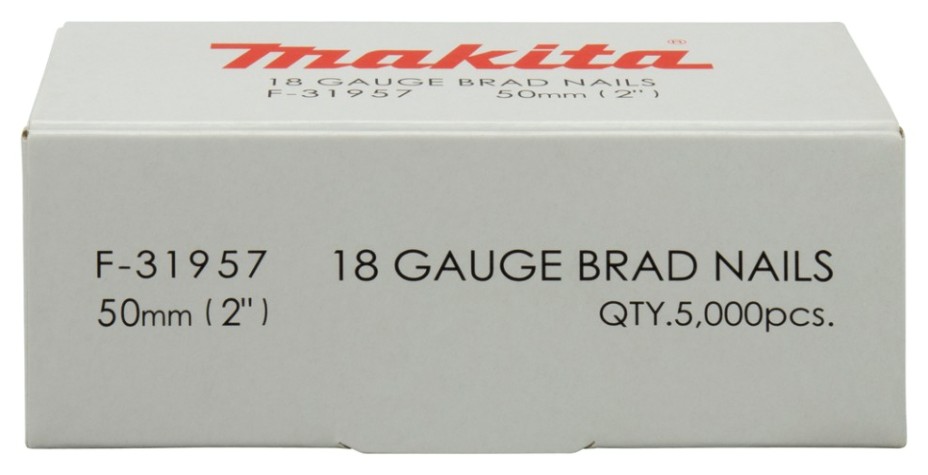 makita®
18 GAUGE BRAD NAILS
F-31957 50mm (2")
F-31957 18 GAUGE BRAD NAILS
50mm (2") QTY.5,000pcs.